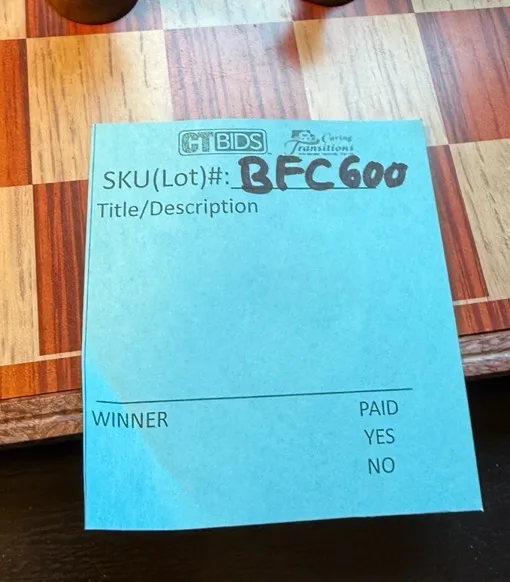 CTBIDS Caring Transitions
SKU(Lot)#: BFC600
Title/Description
WINNER PAID
YES
NO